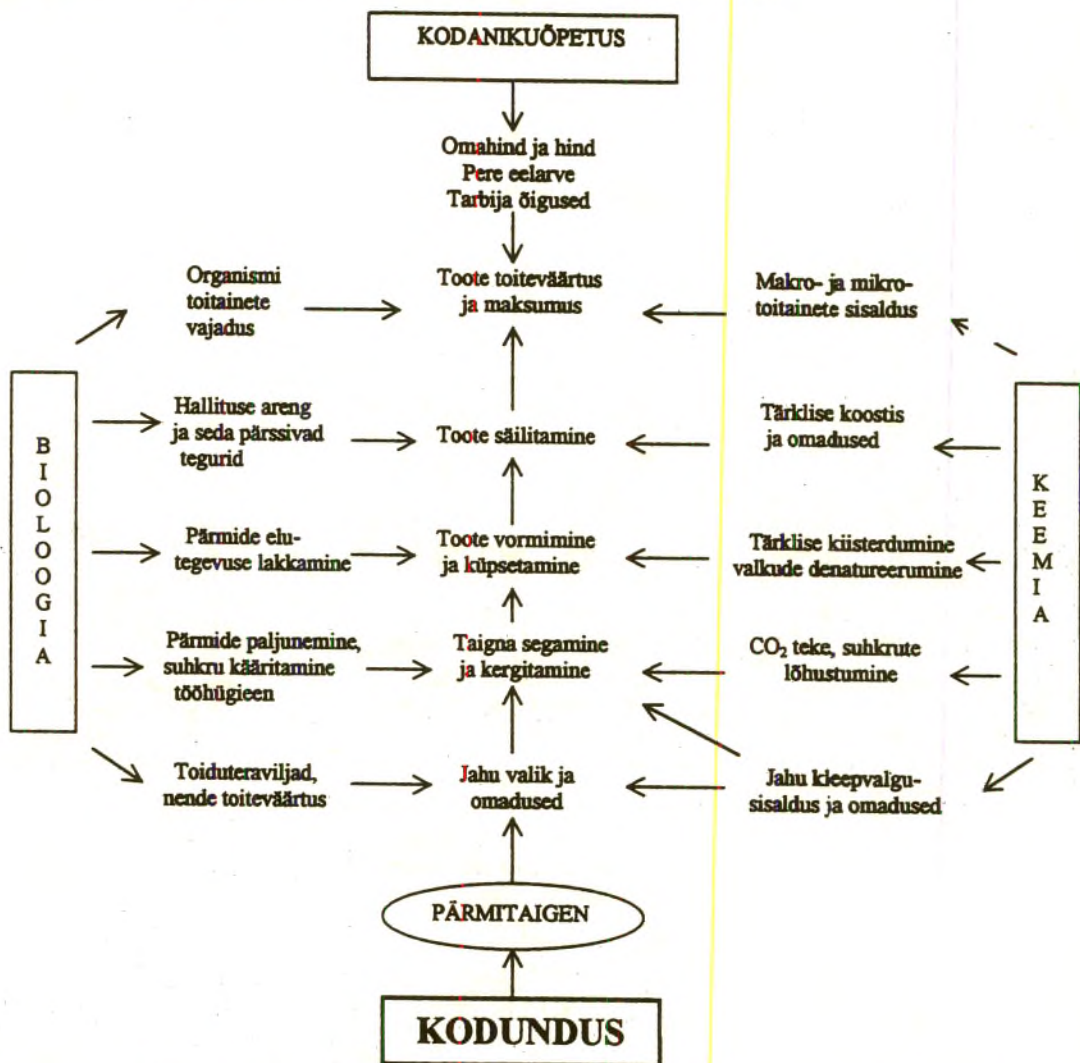 KODANIKUÕPETUS
Omahind ja hind
Pere eelarve
Tarbija õigused
Organismi
toitainete
vajadus
Toote toiteväärtus
ja maksumus
Makro- ja mikro-
toitainete sisaldus
BIOLOOGIA
Hallituse areng
ja seda pärssivad
tegurid
Toote säilitamine
Tärklise koostis
ja omadused
KEEMIA
Pärmide elu-
tegevuse lakkamine
Toote vormimine
ja küpsetamine
Tärklise kiisterdumine
valkude denatureerumine
Pärmide paljunemine,
suhkru kääritamine
tööhügieen
Taigna segamine
ja kergitamine
CO₂ teke, suhkrute
lõhustumine
Toiduteraviljad,
nende toiteväärtus
Jahu valik ja
omadused
Jahu kleepvalgu-
sisaldus ja omadused
PÄRMITAIGEN
KODUNDUS